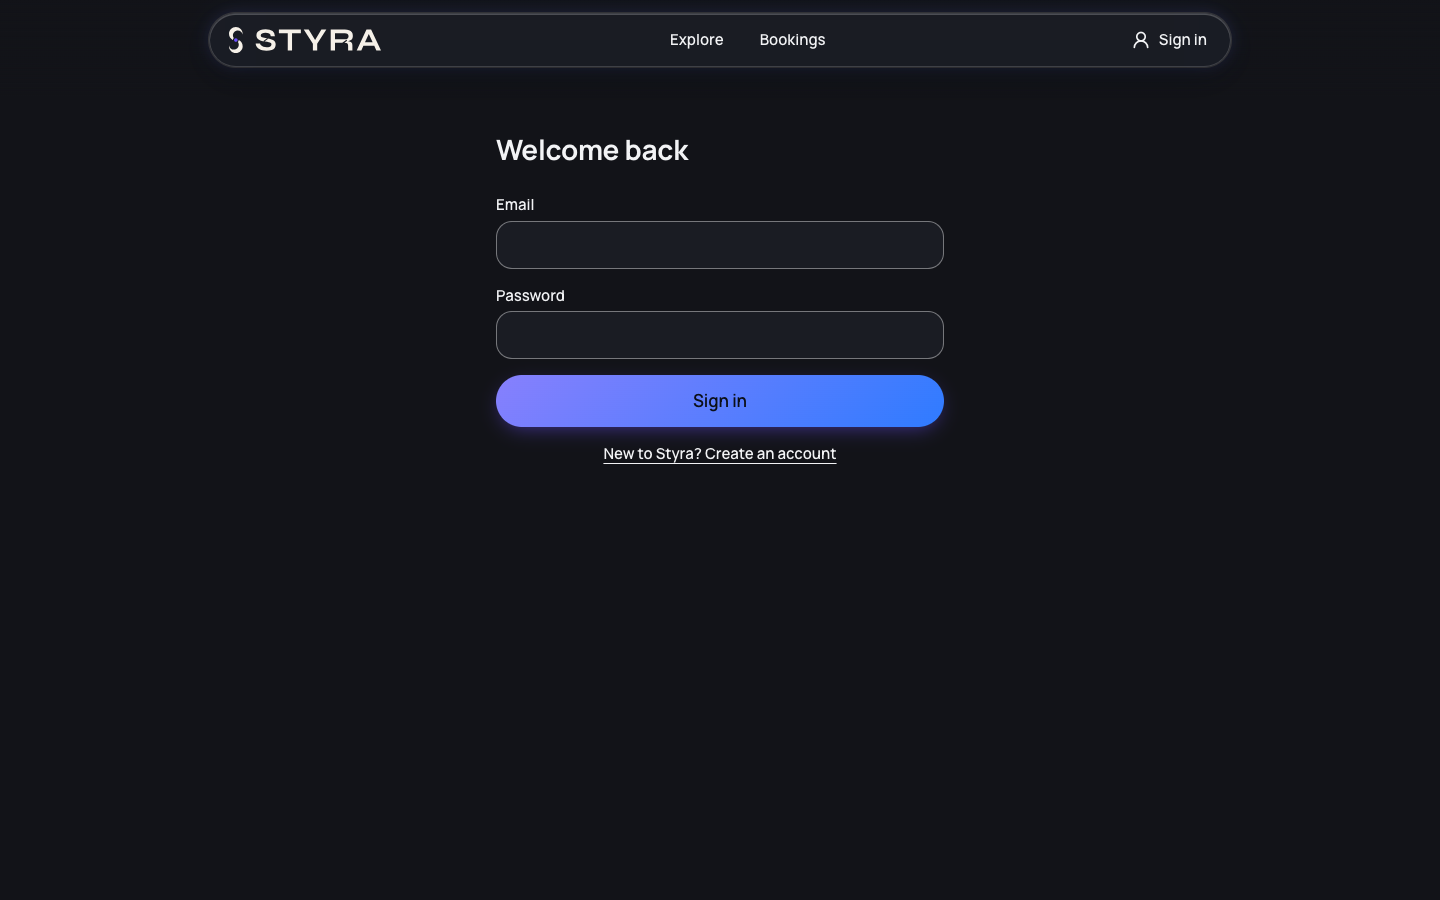 STYRA
Explore
Bookings
Sign in
Welcome back
Email
Password
Sign in
New to Styra? Create an account